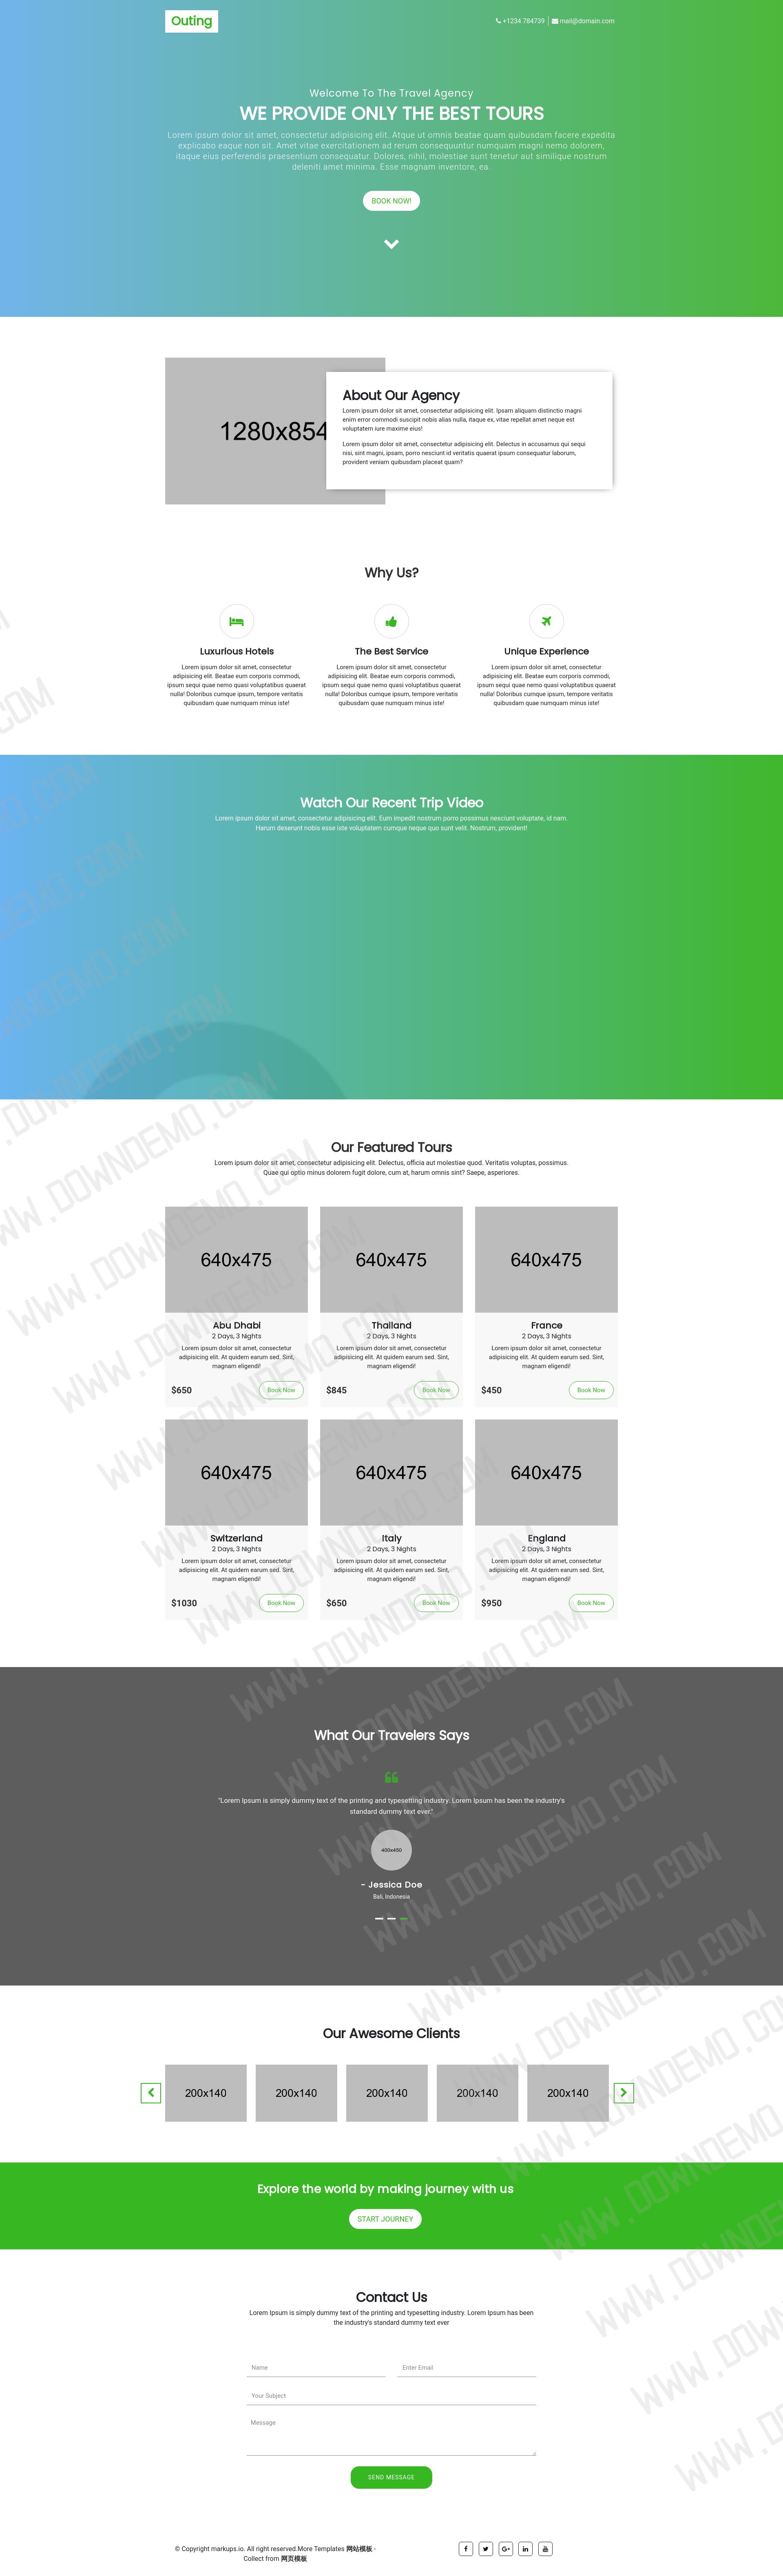 Outing
+1234 784739 | mail@domain.com
Welcome To The Travel Agency
WE PROVIDE ONLY THE BEST TOURS
Lorem ipsum dolor sit amet, consectetur adipisicing elit. Atque ut omnis beatae quam quibusdam facere expedita
explicabo eaque non sit. Amet vitae exercitationem ad rerum consequuntur numquam magni nemo dolorem,
itaque eius perferendis praesentium consequatur. Dolores, nihil, molestiae sunt tenetur aut similique nostrum
deleniti amet minima. Esse magnam inventore, ea.
BOOK NOW!
1280x854
About Our Agency
Lorem ipsum dolor sit amet, consectetur adipisicing elit. Ipsam aliquam distinctio magni
enim error commodi suscipit nobis alias nulla, itaque ex, vitae repellat amet neque est
voluptatem iure maxime eius!
Lorem ipsum dolor sit amet, consectetur adipisicing elit. Delectus in accusamus qui sequi
nisi, sint magni, ipsam, porro nesciunt id veritatis quaerat ipsum consequatur laborum,
provident veniam quibusdam placeat quam?
Why Us?
Luxurious Hotels
Lorem ipsum dolor sit amet, consectetur
adipisicing elit. Beatae eum corporis commodi,
ipsum sequi quae nemo quasi voluptatibus quaerat
nulla! Doloribus cumque ipsum, tempore veritatis
quibusdam quae numquam minus iste!
The Best Service
Lorem ipsum dolor sit amet, consectetur
adipisicing elit. Beatae eum corporis commodi,
ipsum sequi quae nemo quasi voluptatibus quaerat
nulla! Doloribus cumque ipsum, tempore veritatis
quibusdam quae numquam minus iste!
Unique Experience
Lorem ipsum dolor sit amet, consectetur
adipisicing elit. Beatae eum corporis commodi,
ipsum sequi quae nemo quasi voluptatibus quaerat
nulla! Doloribus cumque ipsum, tempore veritatis
quibusdam quae numquam minus iste!
Watch Our Recent Trip Video
Lorem ipsum dolor sit amet, consectetur adipisicing elit. Eum impedit nostrum porro possimus nesciunt voluptate, id nam.
Harum deserunt nobis esse iste voluptatem cumque neque quo sunt velit. Nostrum, provident!
Our Featured Tours
Lorem ipsum dolor sit amet, consectetur adipisicing elit. Delectus, officia aut molestiae quod. Veritatis voluptas, possimus.
Quae qui optio minus dolorem fugit dolore, cum at, harum omnis sint? Saepe, asperiores.
640x475
Abu Dhabi
2 Days, 3 Nights
Lorem ipsum dolor sit amet, consectetur
adipisicing elit. At quidem earum sed. Sint,
magnam eligendi!
$650
Book Now
640x475
Thailand
2 Days, 3 Nights
Lorem ipsum dolor sit amet, consectetur
adipisicing elit. At quidem earum sed. Sint,
magnam eligendi!
$845
Book Now
640x475
France
2 Days, 3 Nights
Lorem ipsum dolor sit amet, consectetur
adipisicing elit. At quidem earum sed. Sint,
magnam eligendi!
$450
Book Now
640x475
Switzerland
2 Days, 3 Nights
Lorem ipsum dolor sit amet, consectetur
adipisicing elit. At quidem earum sed. Sint,
magnam eligendi!
$1030
Book Now
640x475
Italy
2 Days, 3 Nights
Lorem ipsum dolor sit amet, consectetur
adipisicing elit. At quidem earum sed. Sint,
magnam eligendi!
$650
Book Now
640x475
England
2 Days, 3 Nights
Lorem ipsum dolor sit amet, consectetur
adipisicing elit. At quidem earum sed. Sint,
magnam eligendi!
$950
Book Now
What Our Travelers Says
"Lorem Ipsum is simply dummy text of the printing and typesetting industry. Lorem Ipsum has been the industry's
standard dummy text ever."
400x450
- Jessica Doe
Bali, Indonesia
Our Awesome Clients
200x140
200x140
200x140
200x140
200x140
Explore the world by making journey with us
START JOURNEY
Contact Us
Lorem Ipsum is simply dummy text of the printing and typesetting industry. Lorem Ipsum has been
the industry's standard dummy text ever
Name
Enter Email
Your Subject
Message
SEND MESSAGE
© Copyright markups.io. All right reserved.More Templates 网站模板 -
Collect from 网页模板
WWW.DOWNDEMO.COM